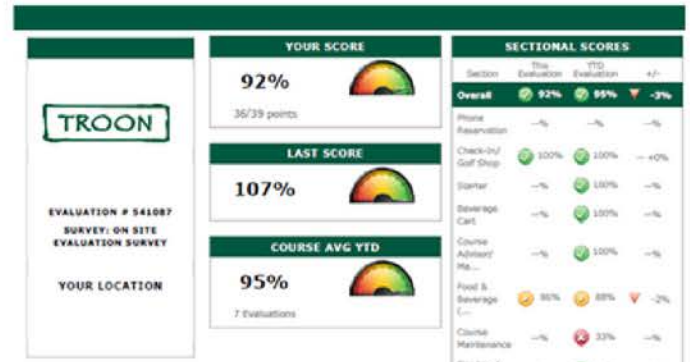 TROON
EVALUATION # 541087
SURVEY: ON SITE
EVALUATION SURVEY
YOUR LOCATION
YOUR SCORE
92%
36/39 points
LAST SCORE
107%
COURSE AVG YTD
95%
7 Evaluations
SECTIONAL SCORES
Section This Evaluation YTD Evaluation +/-
Overall 92% 95% -3%
Phone Reservation --% --% --%
Check-In/ Golf Shop 100% 100% -- +0%
Starter --% 100% --%
Beverage Cart --% 100% --%
Course Advisor/ Ma... --% 100% --%
Food & Beverage (... 86% 88% -2%
Course Maintenance --% 33% --%